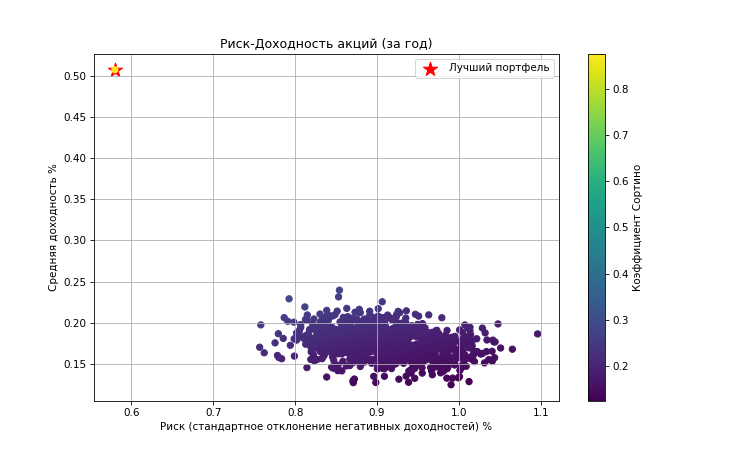 Риск-Доходность акций (за год)
Лучший портфель
Средняя доходность %
0.50
0.45
0.40
0.35
0.30
0.25
0.20
0.15
0.6 0.7 0.8 0.9 1.0 1.1
Риск (стандартное отклонение негативных доходностей) %
0.8
0.7
0.6
0.5
0.4
0.3
0.2
Коэффициент Сортино